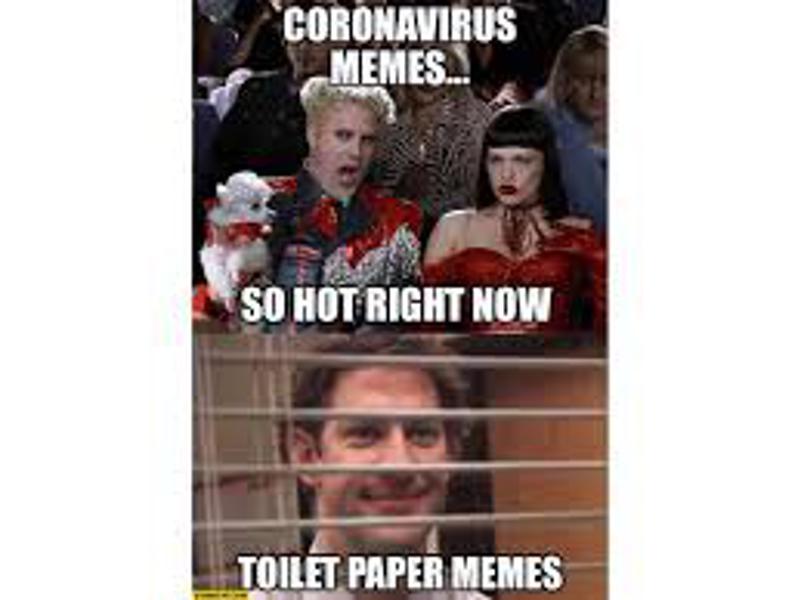 CORONAVIRUS
MEMES...
SO HOT RIGHT NOW
TOILET PAPER MEMES